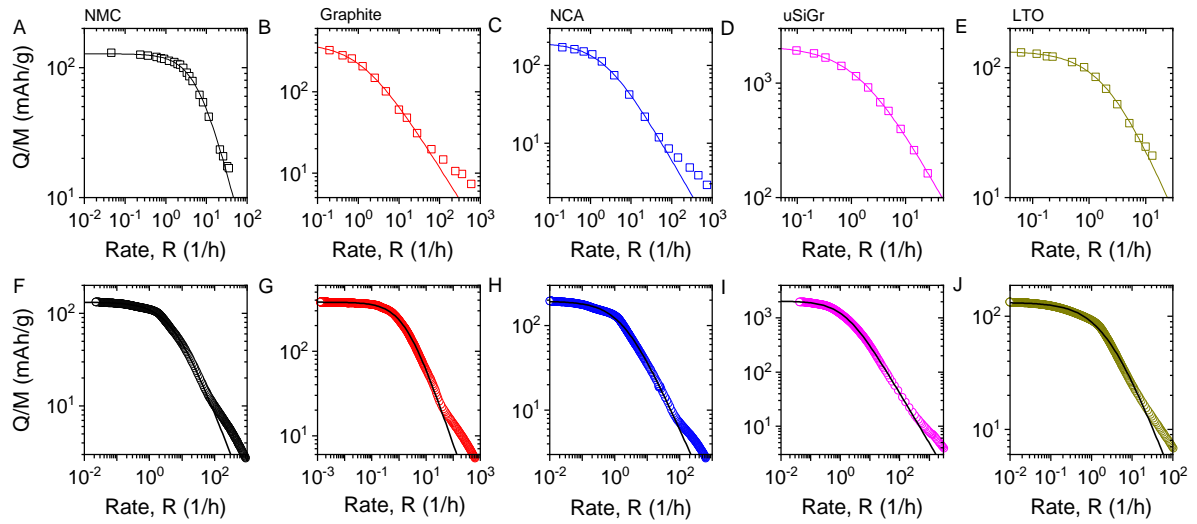 A NMC
Q/M (mAh/g)
10²
10¹
10⁻² 10⁻¹ 10⁰ 10¹ 10²
Rate, R (1/h)
B Graphite
10²
10¹
10⁻¹ 10⁰ 10¹ 10² 10³
Rate, R (1/h)
C NCA
10²
10¹
10⁻¹ 10⁰ 10¹ 10² 10³
Rate, R (1/h)
D uSiGr
10³
10²
10⁻¹ 10⁰ 10¹
Rate, R (1/h)
E LTO
10²
10¹
10⁻¹ 10⁰ 10¹
Rate, R (1/h)
F
Q/M (mAh/g)
10²
10¹
10⁻² 10⁰ 10²
Rate, R (1/h)
G
10²
10¹
10⁻³ 10⁻¹ 10¹ 10³
Rate, R (1/h)
H
10²
10¹
10⁻² 10⁰ 10²
Rate, R (1/h)
I
10³
10²
10¹
10⁻² 10⁰ 10²
Rate, R (1/h)
J
10²
10¹
10⁻² 10⁻¹ 10⁰ 10¹ 10²
Rate, R (1/h)